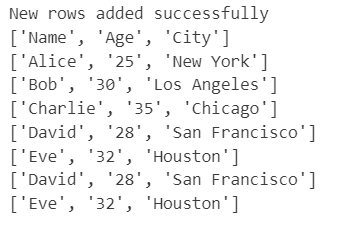 New rows added successfully
['Name', 'Age', 'City']
['Alice', '25', 'New York']
['Bob', '30', 'Los Angeles']
['Charlie', '35', 'Chicago']
['David', '28', 'San Francisco']
['Eve', '32', 'Houston']
['David', '28', 'San Francisco']
['Eve', '32', 'Houston']